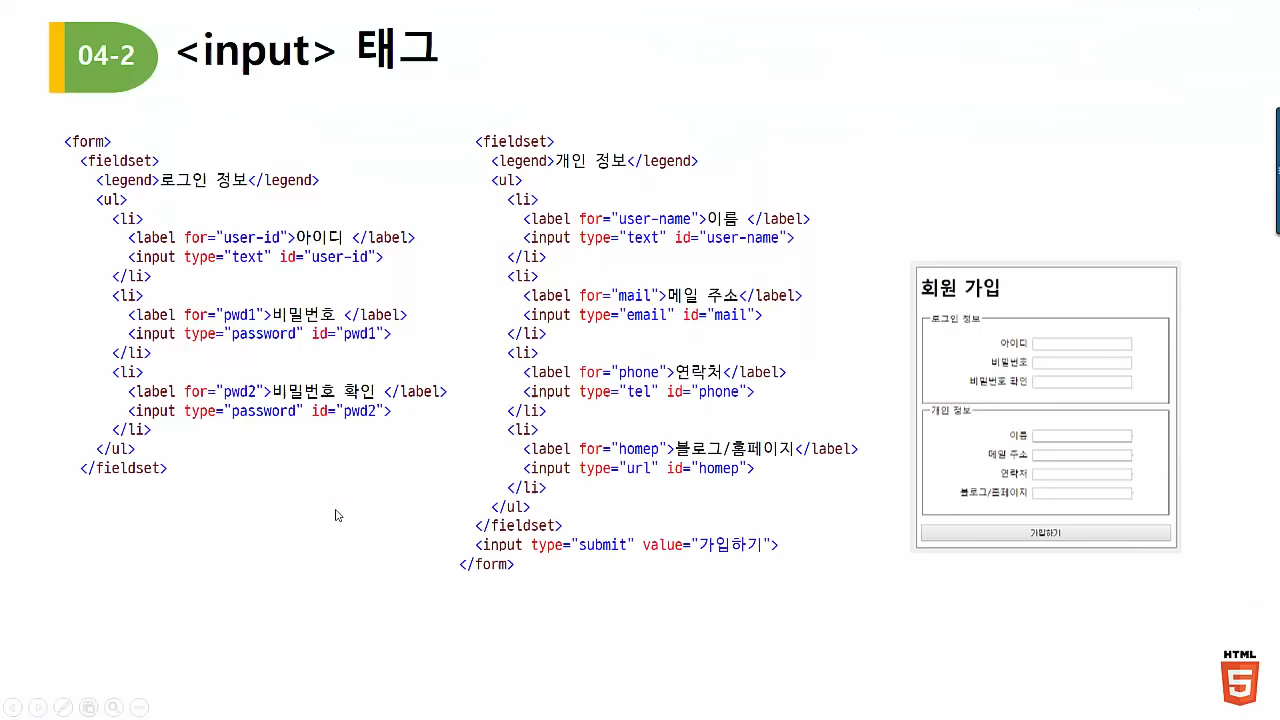 04-2
<input> 태그
<form>
<fieldset>
<legend>로그인 정보</legend>
<ul>
<li>
<label for="user-id">아이디 </label>
<input type="text" id="user-id">
</li>
<li>
<label for="pwd1">비밀번호 </label>
<input type="password" id="pwd1">
</li>
<li>
<label for="pwd2">비밀번호 확인 </label>
<input type="password" id="pwd2">
</li>
</ul>
</fieldset>
<fieldset>
<legend>개인 정보</legend>
<ul>
<li>
<label for="user-name">이름 </label>
<input type="text" id="user-name">
</li>
<li>
<label for="mail">메일 주소</label>
<input type="email" id="mail">
</li>
<li>
<label for="phone">연락처</label>
<input type="tel" id="phone">
</li>
<li>
<label for="homep">블로그/홈페이지</label>
<input type="url" id="homep">
</li>
</ul>
</fieldset>
<input type="submit" value="가입하기">
</form>
회원 가입
로그인 정보
아이디
비밀번호
비밀번호 확인
개인 정보
이름
메일 주소
연락처
블로그/홈페이지
가입하기
HTML
5